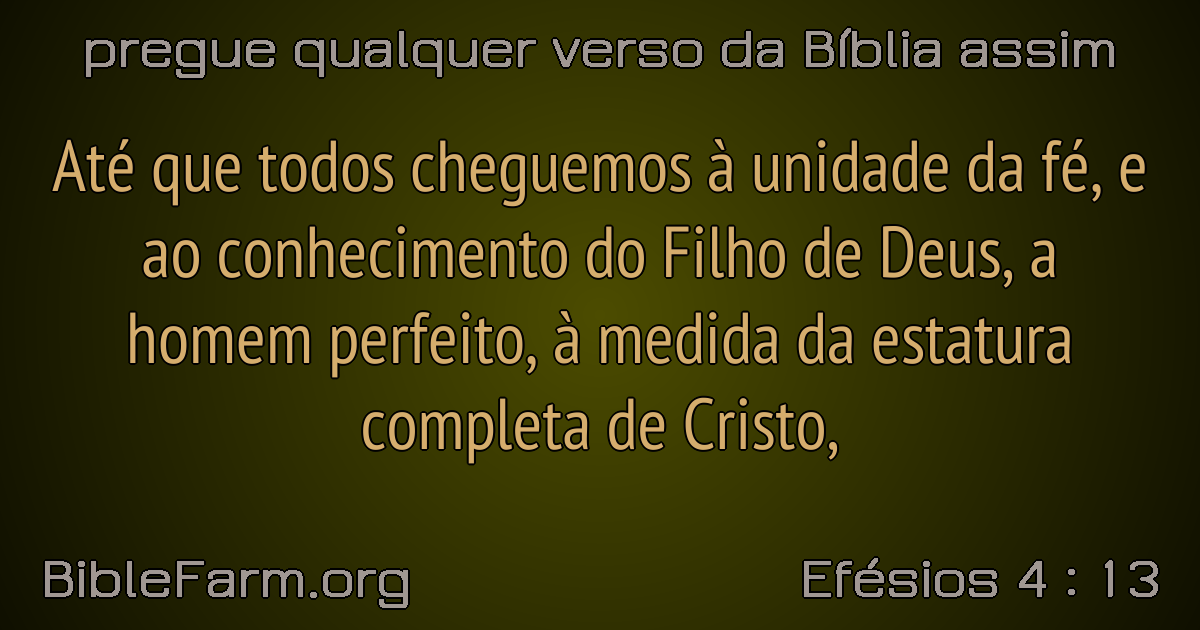 pregue qualquer verso da Bíblia assim
Até que todos cheguemos à unidade da fé, e
ao conhecimento do Filho de Deus, a
homem perfeito, à medida da estatura
completa de Cristo,
BibleFarm.org
Efésios 4 : 13